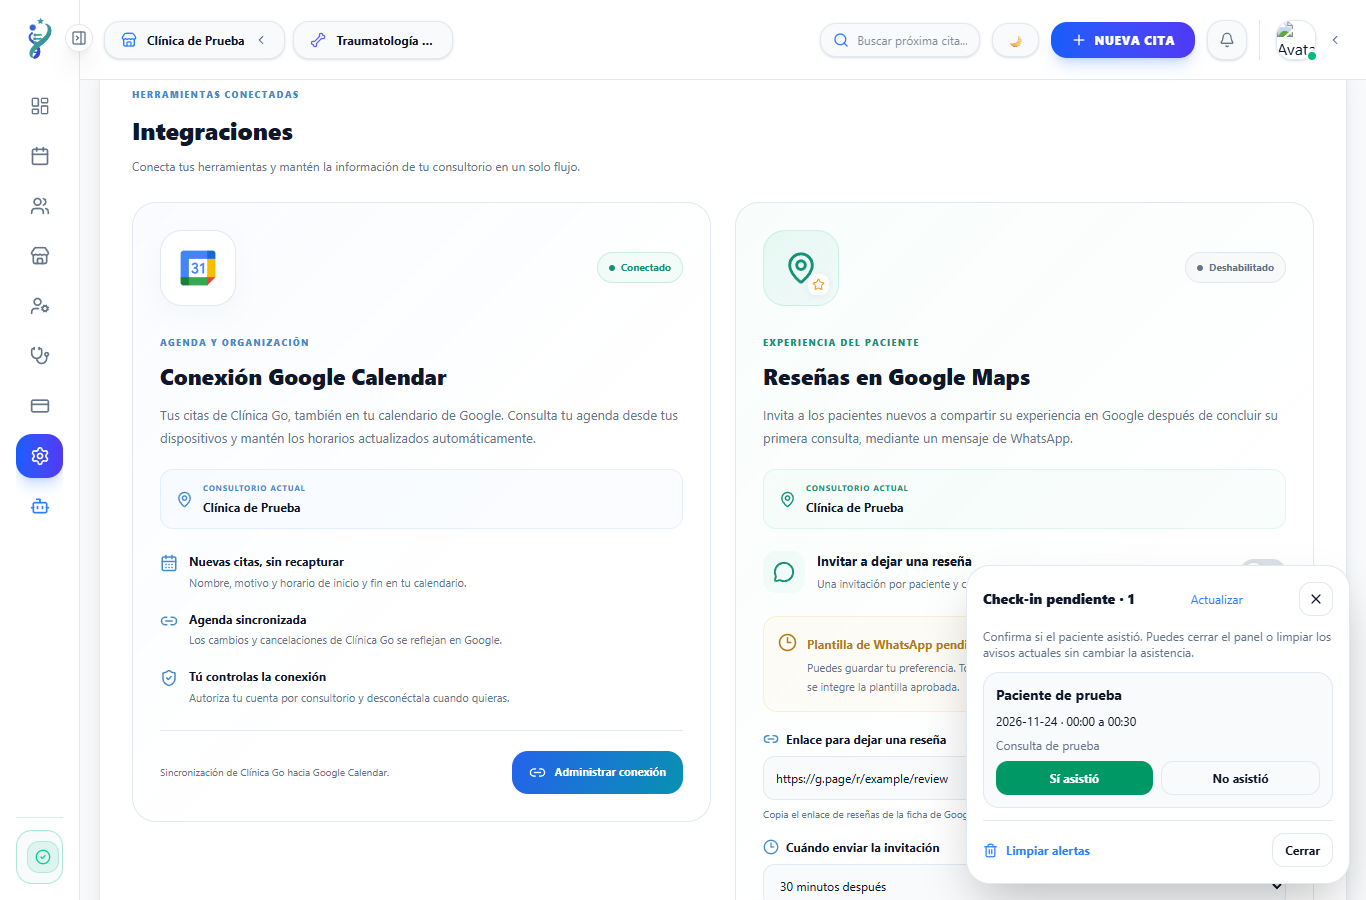 Clínica de Prueba
Traumatología ...
Buscar próxima cita...
NUEVA CITA
Avata
HERRAMIENTAS CONECTADAS
Integraciones
Conecta tus herramientas y mantén la información de tu consultorio en un solo flujo.
31
Conectado
AGENDA Y ORGANIZACIÓN
Conexión Google Calendar
Tus citas de Clínica Go, también en tu calendario de Google. Consulta tu agenda desde tus
dispositivos y mantén los horarios actualizados automáticamente.
CONSULTORIO ACTUAL
Clínica de Prueba
Nuevas citas, sin recapturar
Nombre, motivo y horario de inicio y fin en tu calendario.
Agenda sincronizada
Los cambios y cancelaciones de Clínica Go se reflejan en Google.
Tú controlas la conexión
Autoriza tu cuenta por consultorio y desconéctala cuando quieras.
Sincronización de Clínica Go hacia Google Calendar.
Administrar conexión
Deshabilitado
EXPERIENCIA DEL PACIENTE
Reseñas en Google Maps
Invita a los pacientes nuevos a compartir su experiencia en Google después de concluir su
primera consulta, mediante un mensaje de WhatsApp.
CONSULTORIO ACTUAL
Clínica de Prueba
Invitar a dejar una reseña
Una invitación por paciente y c
Plantilla de WhatsApp pendi
Puedes guardar tu preferencia. To
se integre la plantilla aprobada.
Enlace para dejar una reseña
https://g.page/r/example/review
Copia el enlace de reseñas de la ficha de Goog
Cuándo enviar la invitación
30 minutos después
Check-in pendiente · 1
Actualizar
Confirma si el paciente asistió. Puedes cerrar el panel o limpiar los
avisos actuales sin cambiar la asistencia.
Paciente de prueba
2026-11-24 · 00:00 a 00:30
Consulta de prueba
Sí asistió
No asistió
Limpiar alertas
Cerrar